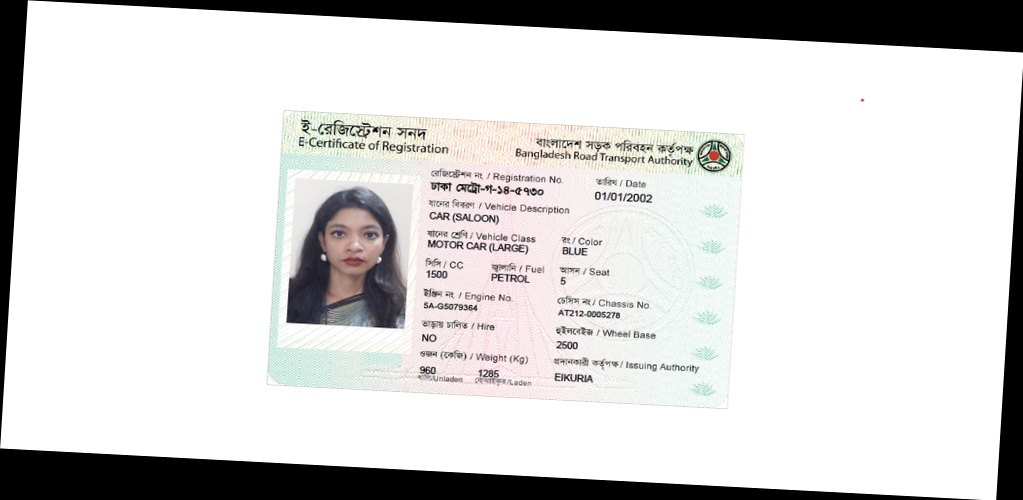 ই-রেজিস্ট্রেশন সনদ
E-Certificate of Registration
বাংলাদেশ সড়ক পরিবহন কর্তৃপক্ষ
Bangladesh Road Transport Authority
রেজিস্ট্রেশন নং / Registration No.
ঢাকা মেট্রো-গ-১৪-৫৭৩০
তারিখ / Date
01/01/2002
যানের বিবরণ / Vehicle Description
CAR (SALOON)
যানের শ্রেণি / Vehicle Class
MOTOR CAR (LARGE)
রং / Color
BLUE
সিসি / CC
1500
জ্বালানি / Fuel
PETROL
আসন / Seat
5
ইঞ্জিন নং / Engine No.
5A-G5079364
চেসিস নং / Chassis No.
AT212-0005278
ভাড়ায় চালিত / Hire
NO
হুইলবেইজ / Wheel Base
2500
ওজন (কেজি) / Weight (Kg)
960 1285
খালি/Unladen বোঝাইকৃত/Laden
প্রদানকারী কর্তৃপক্ষ / Issuing Authority
EIKURIA